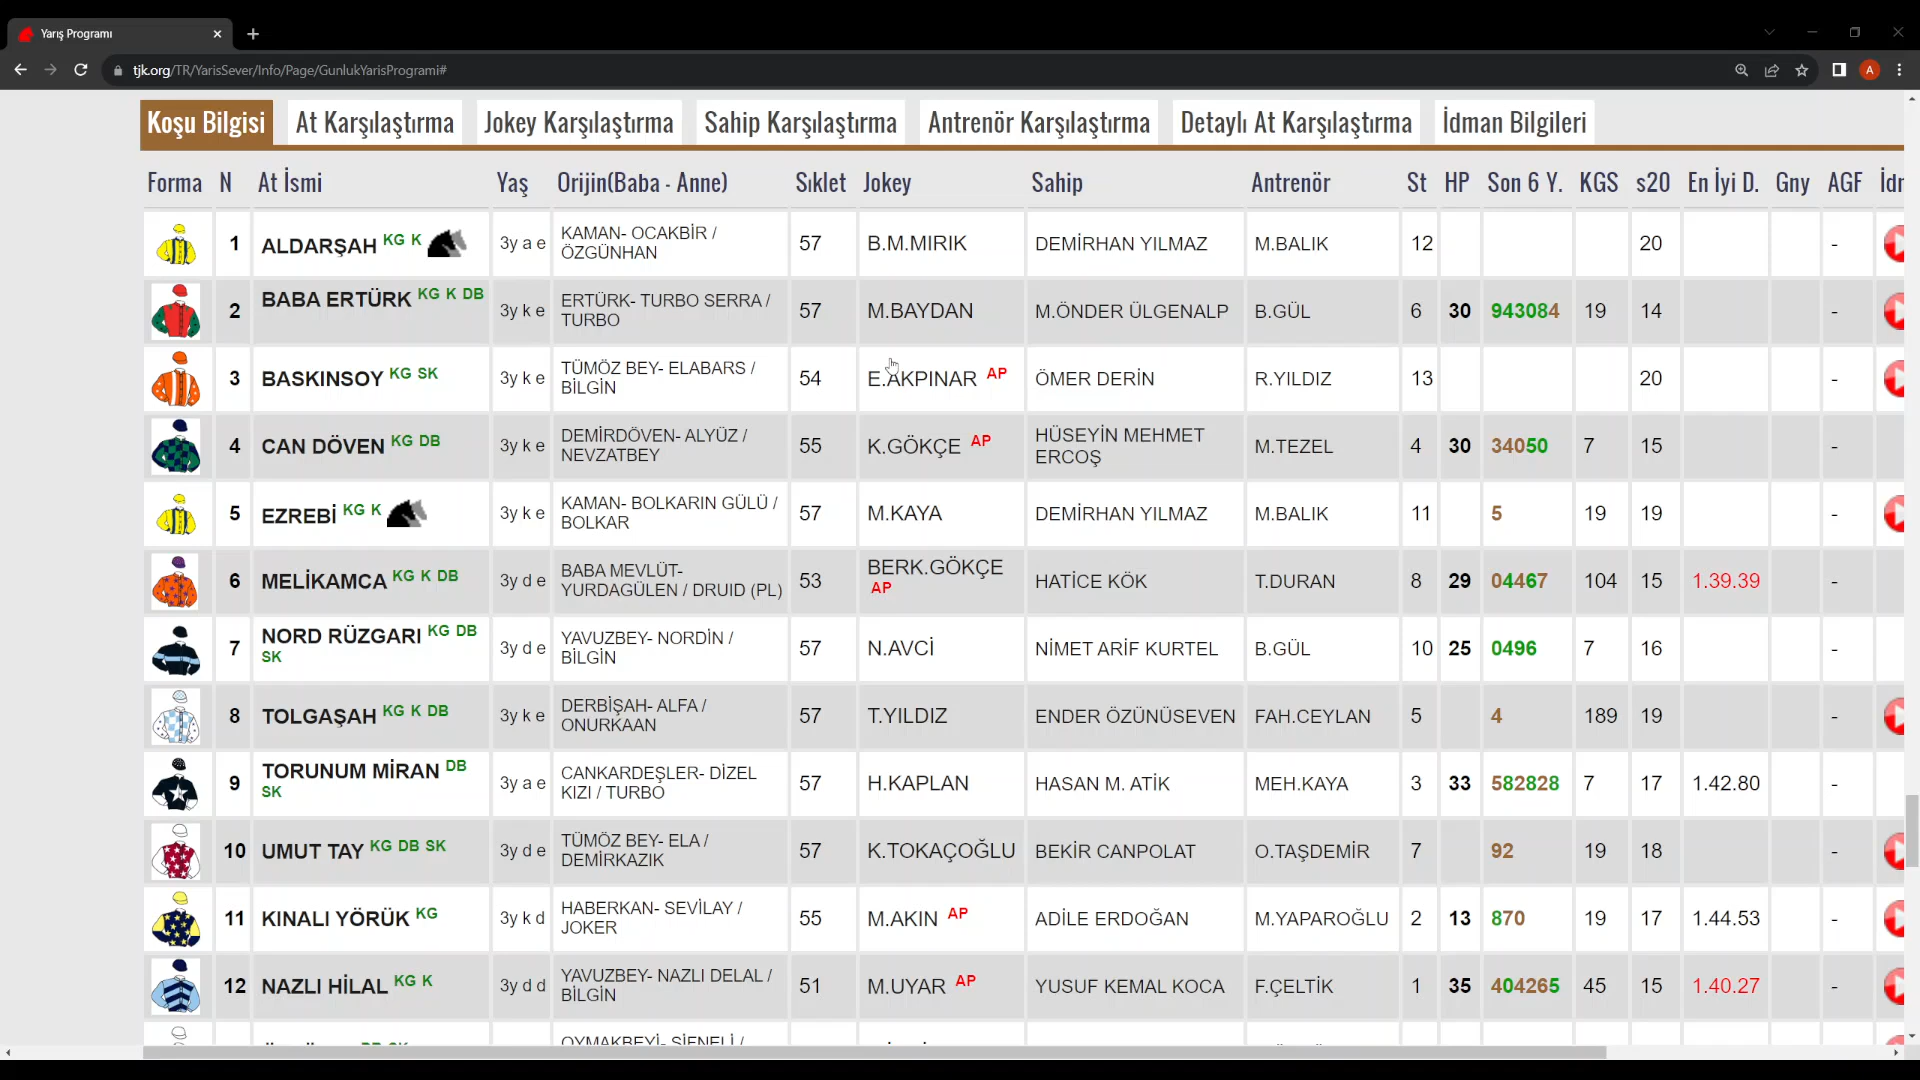 Yarış Programı
tjk.org/TR/YarisSever/Info/Page/GunlukYarisProgrami#
A
Koşu Bilgisi At Karşılaştırma Jokey Karşılaştırma Sahip Karşılaştırma Antrenör Karşılaştırma Detaylı At Karşılaştırma İdman Bilgileri
Forma N At İsmi Yaş Orijin(Baba - Anne) Sıklet Jokey Sahip Antrenör St HP Son 6 Y. KGS s20 En İyi D. Gny AGF İdr
1 ALDARŞAH KG K 3y a e KAMAN- OCAKBİR / ÖZGÜNHAN 57 B.M.MIRIK DEMİRHAN YILMAZ M.BALIK 12 20 -
2 BABA ERTÜRK KG K DB 3y k e ERTÜRK- TURBO SERRA / TURBO 57 M.BAYDAN M.ÖNDER ÜLGENALP B.GÜL 6 30 943084 19 14 -
3 BASKINSOY KG SK 3y k e TÜMÖZ BEY- ELABARS / BİLGİN 54 E.AKPINAR AP ÖMER DERİN R.YILDIZ 13 20 -
4 CAN DÖVEN KG DB 3y k e DEMİRDÖVEN- ALYÜZ / NEVZATBEY 55 K.GÖKÇE AP HÜSEYİN MEHMET ERCOŞ M.TEZEL 4 30 34050 7 15 -
5 EZREBİ KG K 3y k e KAMAN- BOLKARIN GÜLÜ / BOLKAR 57 M.KAYA DEMİRHAN YILMAZ M.BALIK 11 5 19 19 -
6 MELİKAMCA KG K DB 3y d e BABA MEVLÜT- YURDAGÜLEN / DRUID (PL) 53 BERK.GÖKÇE AP HATİCE KÖK T.DURAN 8 29 04467 104 15 1.39.39 -
7 NORD RÜZGARI KG DB SK 3y d e YAVUZBEY- NORDİN / BİLGİN 57 N.AVCİ NİMET ARİF KURTEL B.GÜL 10 25 0496 7 16 -
8 TOLGAŞAH KG K DB 3y k e DERBİŞAH- ALFA / ONURKAAN 57 T.YILDIZ ENDER ÖZÜNÜSEVEN FAH.CEYLAN 5 4 189 19 -
9 TORUNUM MİRAN DB SK 3y a e CANKARDEŞLER- DİZEL KIZI / TURBO 57 H.KAPLAN HASAN M. ATİK MEH.KAYA 3 33 582828 7 17 1.42.80 -
10 UMUT TAY KG DB SK 3y d e TÜMÖZ BEY- ELA / DEMİRKAZIK 57 K.TOKAÇOĞLU BEKİR CANPOLAT O.TAŞDEMİR 7 92 19 18 -
11 KINALI YÖRÜK KG 3y k d HABERKAN- SEVİLAY / JOKER 55 M.AKIN AP ADİLE ERDOĞAN M.YAPAROĞLU 2 13 870 19 17 1.44.53 -
12 NAZLI HİLAL KG K 3y d d YAVUZBEY- NAZLI DELAL / BİLGİN 51 M.UYAR AP YUSUF KEMAL KOCA F.ÇELTİK 1 35 404265 45 15 1.40.27 -